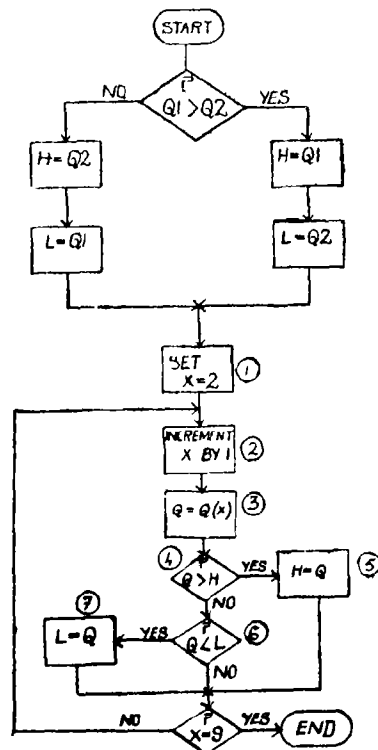 START
NO
?
Q1 > Q2
YES
H=Q2
H=Q1
L=Q1
L=Q2
SET
X=2
①
INCREMENT
X BY 1
②
Q = Q(x)
③
④
?
Q > H
YES
H=Q
⑤
NO
⑦
L=Q
YES
?
Q < L
⑥
NO
NO
?
X=9
YES
END